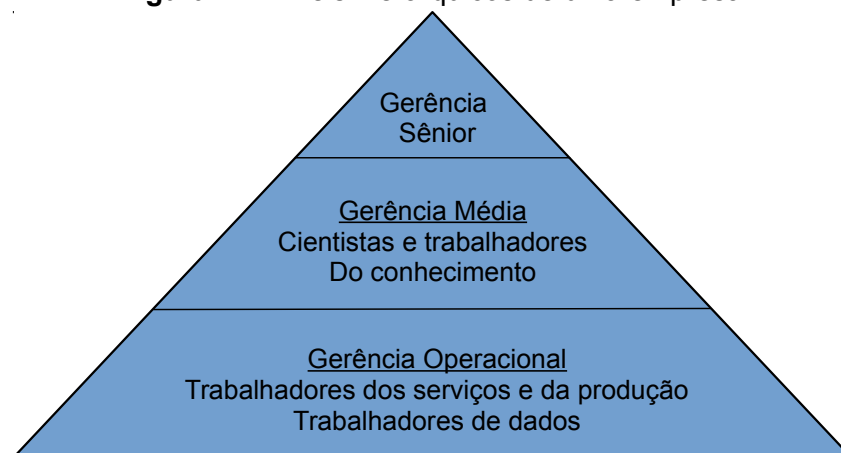 Gerência
Sênior
Gerência Média
Cientistas e trabalhadores
Do conhecimento
Gerência Operacional
Trabalhadores dos serviços e da produção
Trabalhadores de dados